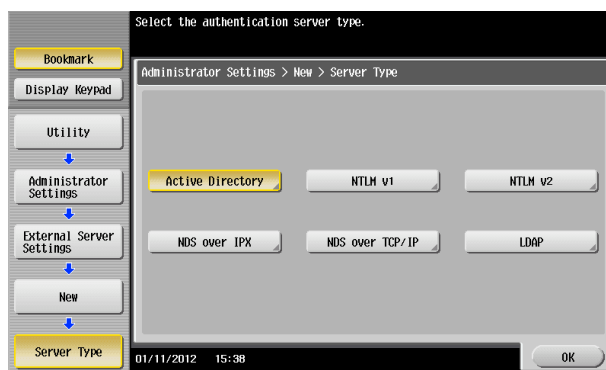 Select the authentication server type.
Bookmark
Display Keypad
Utility
Administrator
Settings
External Server
Settings
New
Server Type
Administrator Settings > New > Server Type
Active Directory
NTLM v1
NTLM v2
NDS over IPX
NDS over TCP/IP
LDAP
01/11/2012 15:38
OK